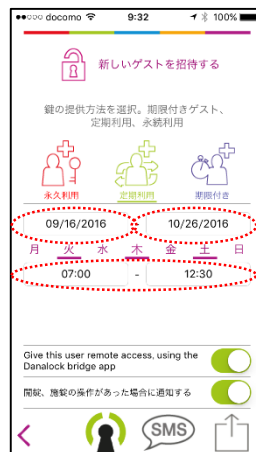 docomo 9:32 100%
新しいゲストを招待する
鍵の提供方法を選択。期限付きゲスト、
定期利用、永続利用
永久利用 定期利用 期限付き
09/16/2016 10/26/2016
月 火 水 木 金 土 日
07:00 - 12:30
Give this user remote access, using the
Danalock bridge app
開錠、施錠の操作があった場合に通知する
SMS